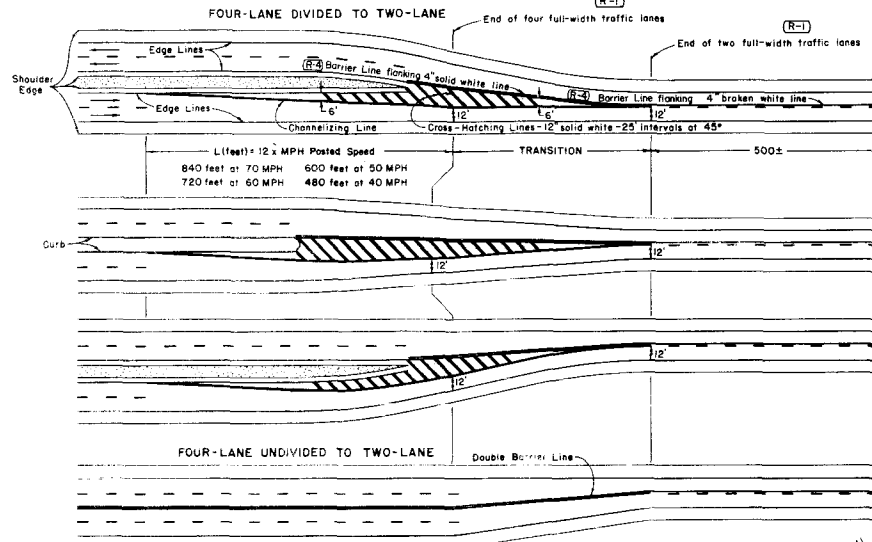 (R-1)
FOUR-LANE DIVIDED TO TWO-LANE
End of four full-width traffic lanes
(R-1)
End of two full-width traffic lanes
Edge Lines
(R-4) Barrier Line flanking 4" solid white line
Shoulder Edge
(R-4) Barrier Line flanking 4" broken white line
Edge Lines
6'
12'
6'
12'
Channelizing Line
Cross-Hatching Lines-12" solid white-25' intervals at 45°
L(feet)= 12 x MPH Posted Speed
TRANSITION
500±
840 feet at 70 MPH 600 feet at 50 MPH
720 feet at 60 MPH 480 feet at 40 MPH
Curb
12'
12'
12'
12'
FOUR-LANE UNDIVIDED TO TWO-LANE
Double Barrier Line